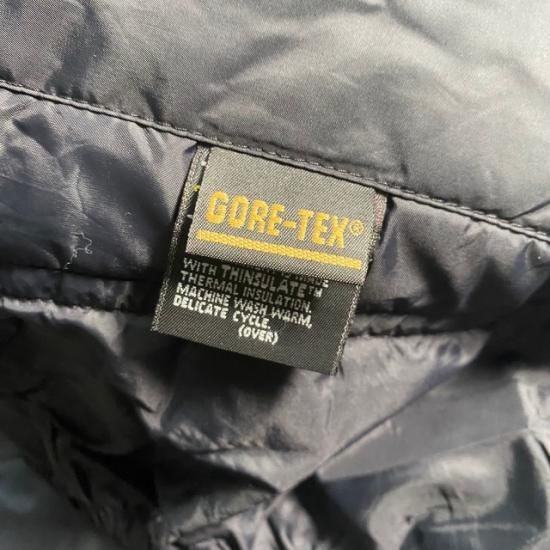 GORE-TEX®
WITH THINSULATE™
THERMAL INSULATION.
MACHINE WASH, WARM,
DELICATE CYCLE.
(OVER)